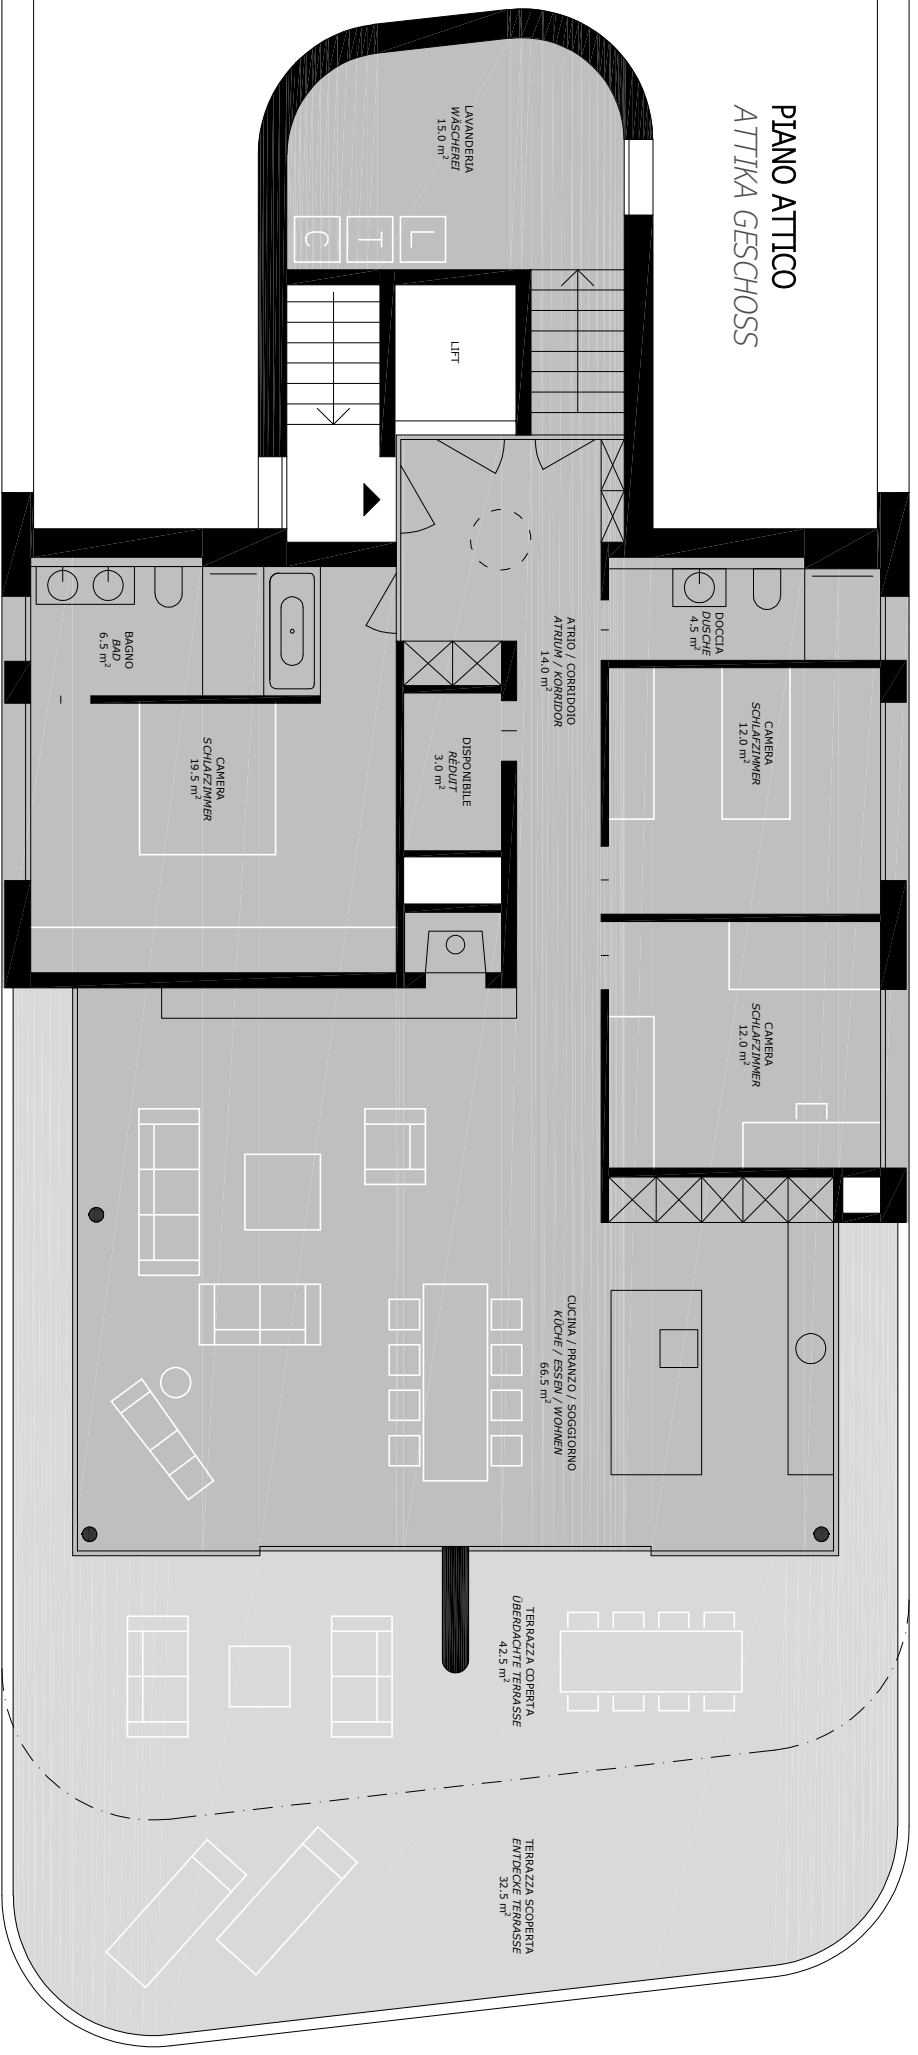 PIANO ATTICO
ATTIKA GESCHOSS
LAVANDERIA
WÄSCHEREI
15.0 m²
L
T
C
LIFT
ATRIO / CORRIDOIO
ATRIUM / KORRIDOR
14.0 m²
DOCCIA
DUSCHE
4.5 m²
BAGNO
BAD
6.5 m²
CAMERA
SCHLAFZIMMER
12.0 m²
DISPONIBILE
RÉDUIT
3.0 m²
CAMERA
SCHLAFZIMMER
19.5 m²
CAMERA
SCHLAFZIMMER
12.0 m²
CUCINA / PRANZO / SOGGIORNO
KÜCHE / ESSEN / WOHNEN
66.5 m²
TERRAZZA COPERTA
ÜBERDACHTE TERRASSE
42.5 m²
TERRAZZA SCOPERTA
ENTDECKE TERRASSE
32.5 m²